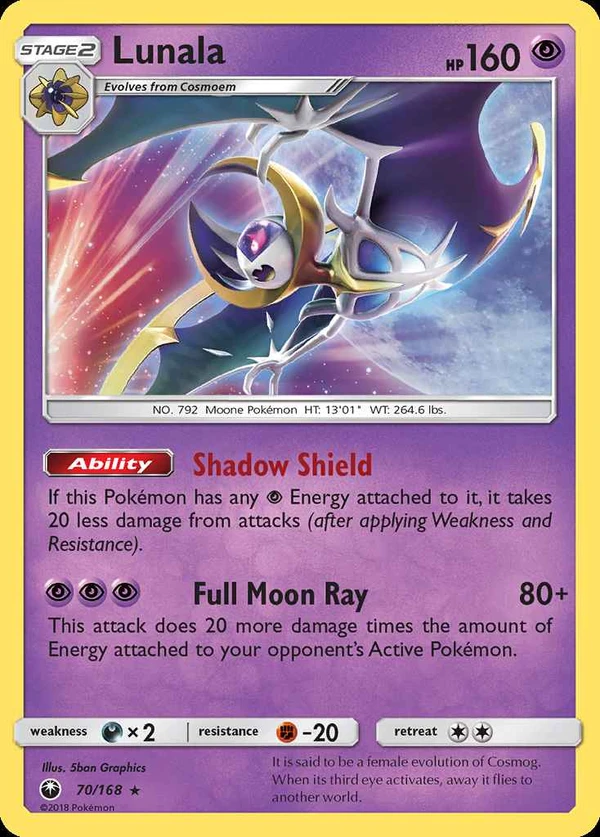 STAGE2 Lunala HP160
Evolves from Cosmoem
NO. 792 Moone Pokémon HT: 13'01" WT: 264.6 lbs.
Ability Shadow Shield
If this Pokémon has any Energy attached to it, it takes
20 less damage from attacks (after applying Weakness and
Resistance).
Full Moon Ray 80+
This attack does 20 more damage times the amount of
Energy attached to your opponent's Active Pokémon.
weakness ×2 resistance -20 retreat
Illus. 5ban Graphics
70/168
©2018 Pokémon
It is said to be a female evolution of Cosmog.
When its third eye activates, away it flies to
another world.